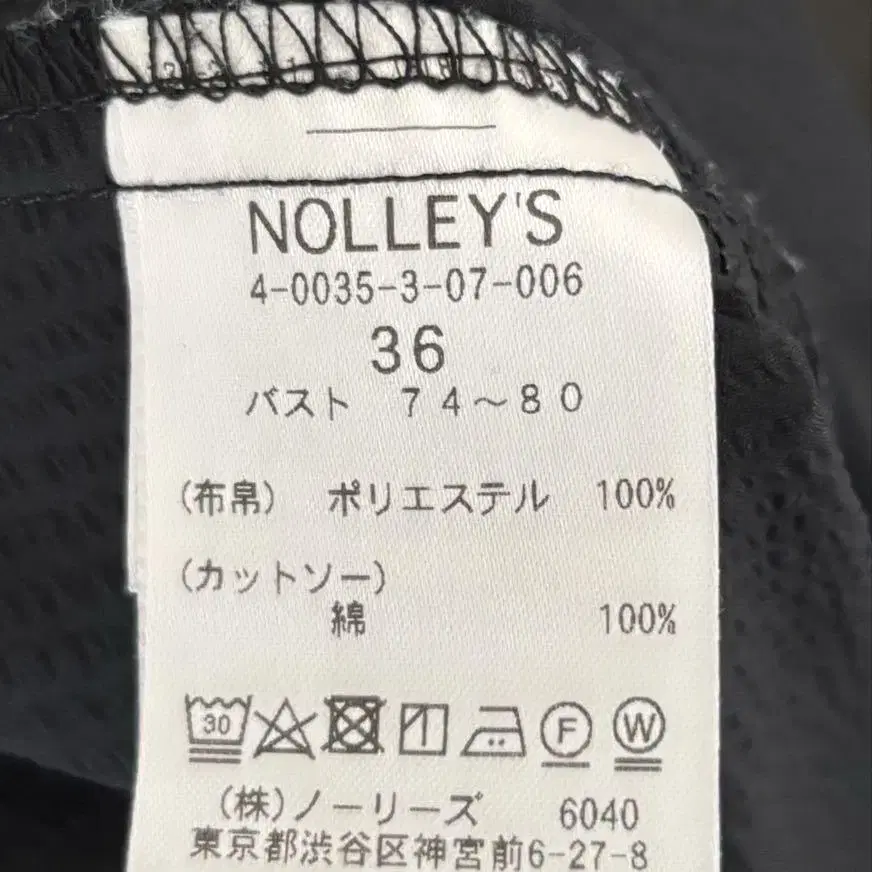 NOLLEY'S
4-0035-3-07-006
36
バスト 74～80
(布帛) ポリエステル 100%
(カットソー)
綿 100%
30
F W
(株)ノーリーズ 6040
東京都渋谷区神宮前6-27-8